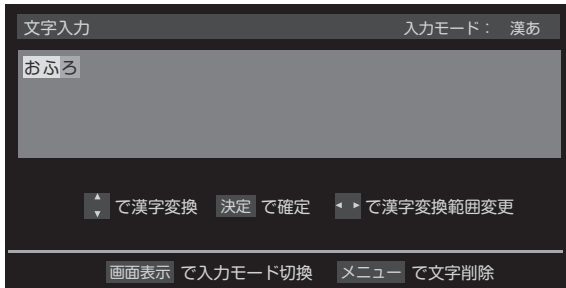 文字入力 入力モード： 漢あ
おふろ
で漢字変換 決定 で確定 で漢字変換範囲変更
画面表示 で入力モード切換 メニュー で文字削除